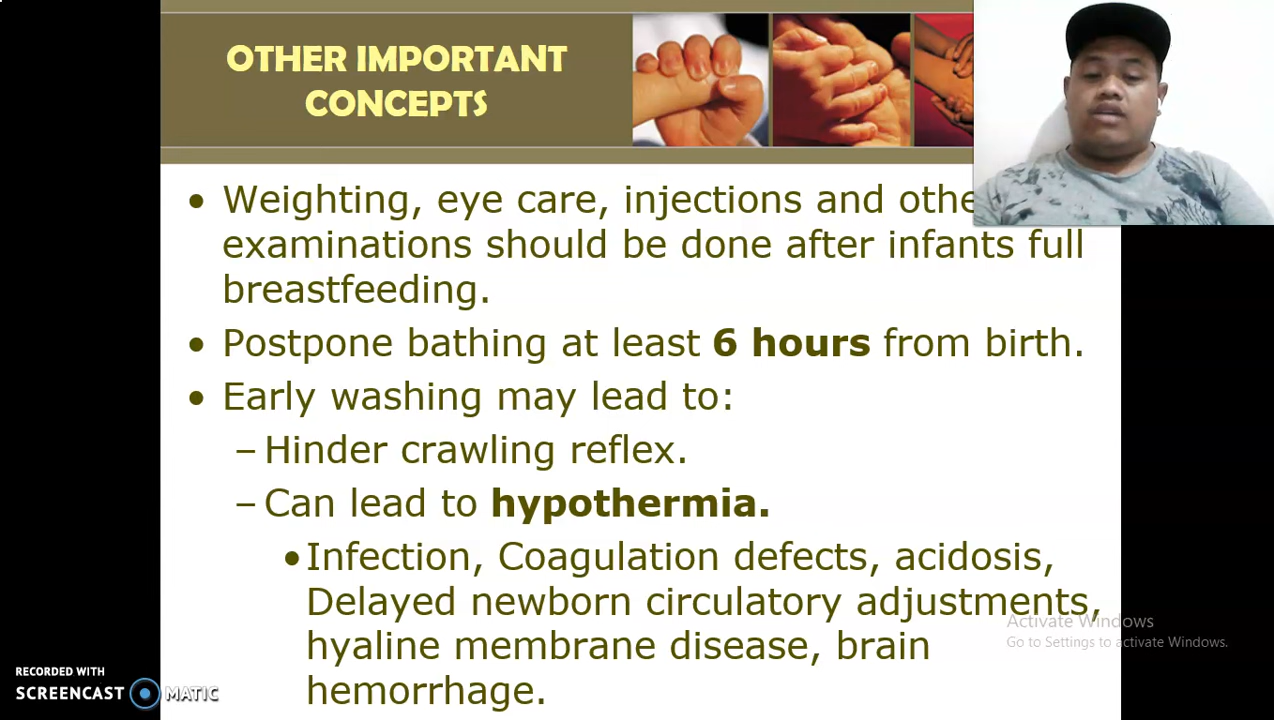 OTHER IMPORTANT
CONCEPTS
• Weighting, eye care, injections and othe
examinations should be done after infants full
breastfeeding.
• Postpone bathing at least 6 hours from birth.
• Early washing may lead to:
– Hinder crawling reflex.
– Can lead to hypothermia.
• Infection, Coagulation defects, acidosis,
Delayed newborn circulatory adjustments,
hyaline membrane disease, brain
hemorrhage.
Activate Windows
Go to Settings to activate Windows.
RECORDED WITH
SCREENCAST MATIC